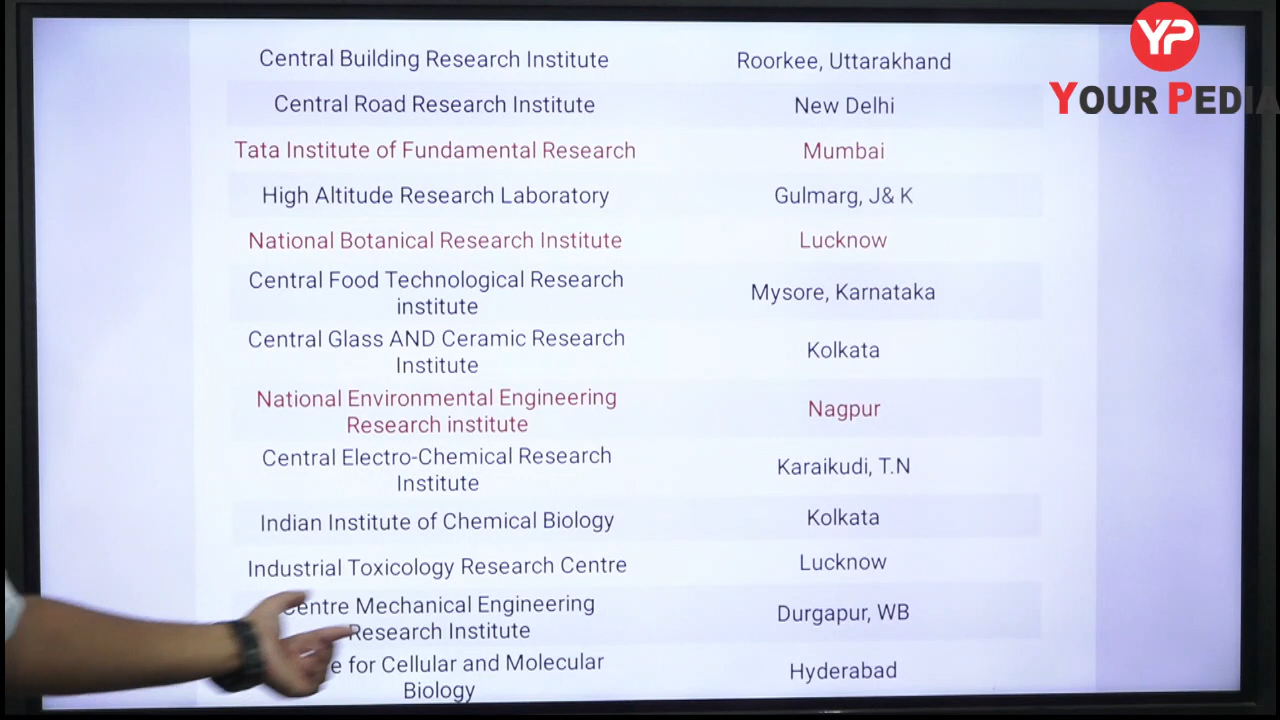 YP
YOUR PEDIA
Central Building Research Institute Roorkee, Uttarakhand
Central Road Research Institute New Delhi
Tata Institute of Fundamental Research Mumbai
High Altitude Research Laboratory Gulmarg, J& K
National Botanical Research Institute Lucknow
Central Food Technological Research
institute
Mysore, Karnataka
Central Glass AND Ceramic Research
Institute
Kolkata
National Environmental Engineering
Research institute
Nagpur
Central Electro-Chemical Research
Institute
Karaikudi, T.N
Indian Institute of Chemical Biology Kolkata
Industrial Toxicology Research Centre Lucknow
Centre Mechanical Engineering
Research Institute
Durgapur, WB
for Cellular and Molecular
Biology
Hyderabad